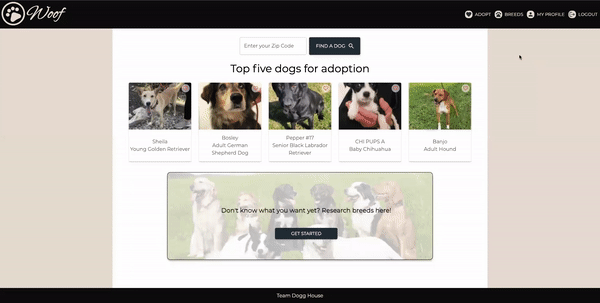 Woof
ADOPT BREEDS MY PROFILE LOGOUT
Enter your Zip Code FIND A DOG
Top five dogs for adoption
Sheila
Young Golden Retriever
Bosley
Adult German
Shepherd Dog
Pepper #17
Senior Black Labrador
Retriever
CHI PUPS A
Baby Chihuahua
Banjo
Adult Hound
Don't know what you want yet? Research breeds here!
GET STARTED
Team Dogg House